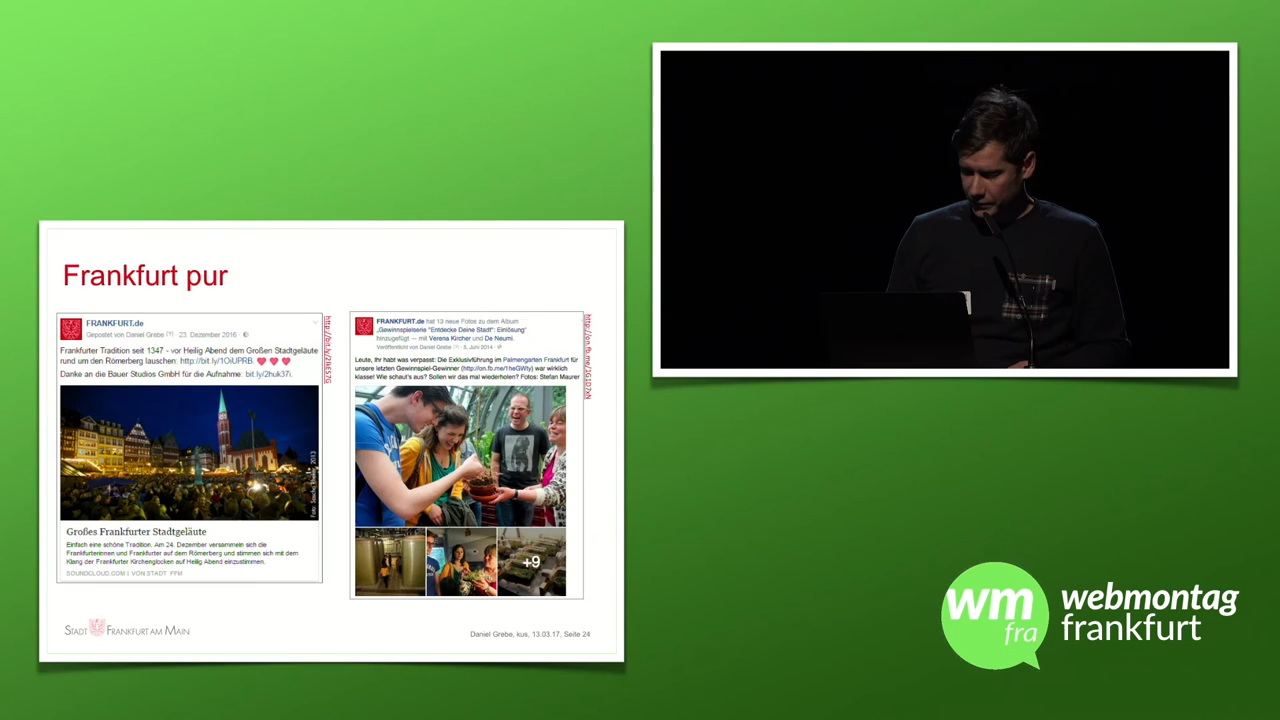 Frankfurt pur
FRANKFURT.de
Gepostet von Daniel Grebe [?] · 23. Dezember 2016 ·
Frankfurter Tradition seit 1347 - vor Heilig Abend dem Großen Stadtgeläute
rund um den Römerberg lauschen: http://bit.ly/1OiUPRB
Danke an die Bauer Studios GmbH für die Aufnahme: bit.ly/2huk37i.
Großes Frankfurter Stadtgeläute
Einfach eine schöne Tradition. Am 24. Dezember versammeln sich die
Frankfurterinnen und Frankfurter auf dem Römerberg und stimmen sich mit dem
Klang der Frankfurter Kirchenglocken auf Heilig Abend einzustimmen.
SOUNDCLOUD.COM | VON STADT FFM
FRANKFURT.de hat 13 neue Fotos zu dem Album
„Gewinnspielserie "Entdecke Deine Stadt": Einlösung"
hinzugefügt — mit Verena Kircher und De Neumi.
Veröffentlicht von Daniel Grebe [?] · 5. Juni 2014 ·
Leute, Ihr habt was verpasst: Die Exklusivführung im Palmengarten Frankfurt für
unsere letzten Gewinnspiel-Gewinner (http://on.fb.me/1heGWty) war wirklich
klasse! Wie schaut's aus? Sollen wir das mal wiederholen? Fotos: Stefan Maurer
+9
STADT FRANKFURT AM MAIN
Daniel Grebe, kus, 13.03.17, Seite 24
wm
fra
webmontag
frankfurt